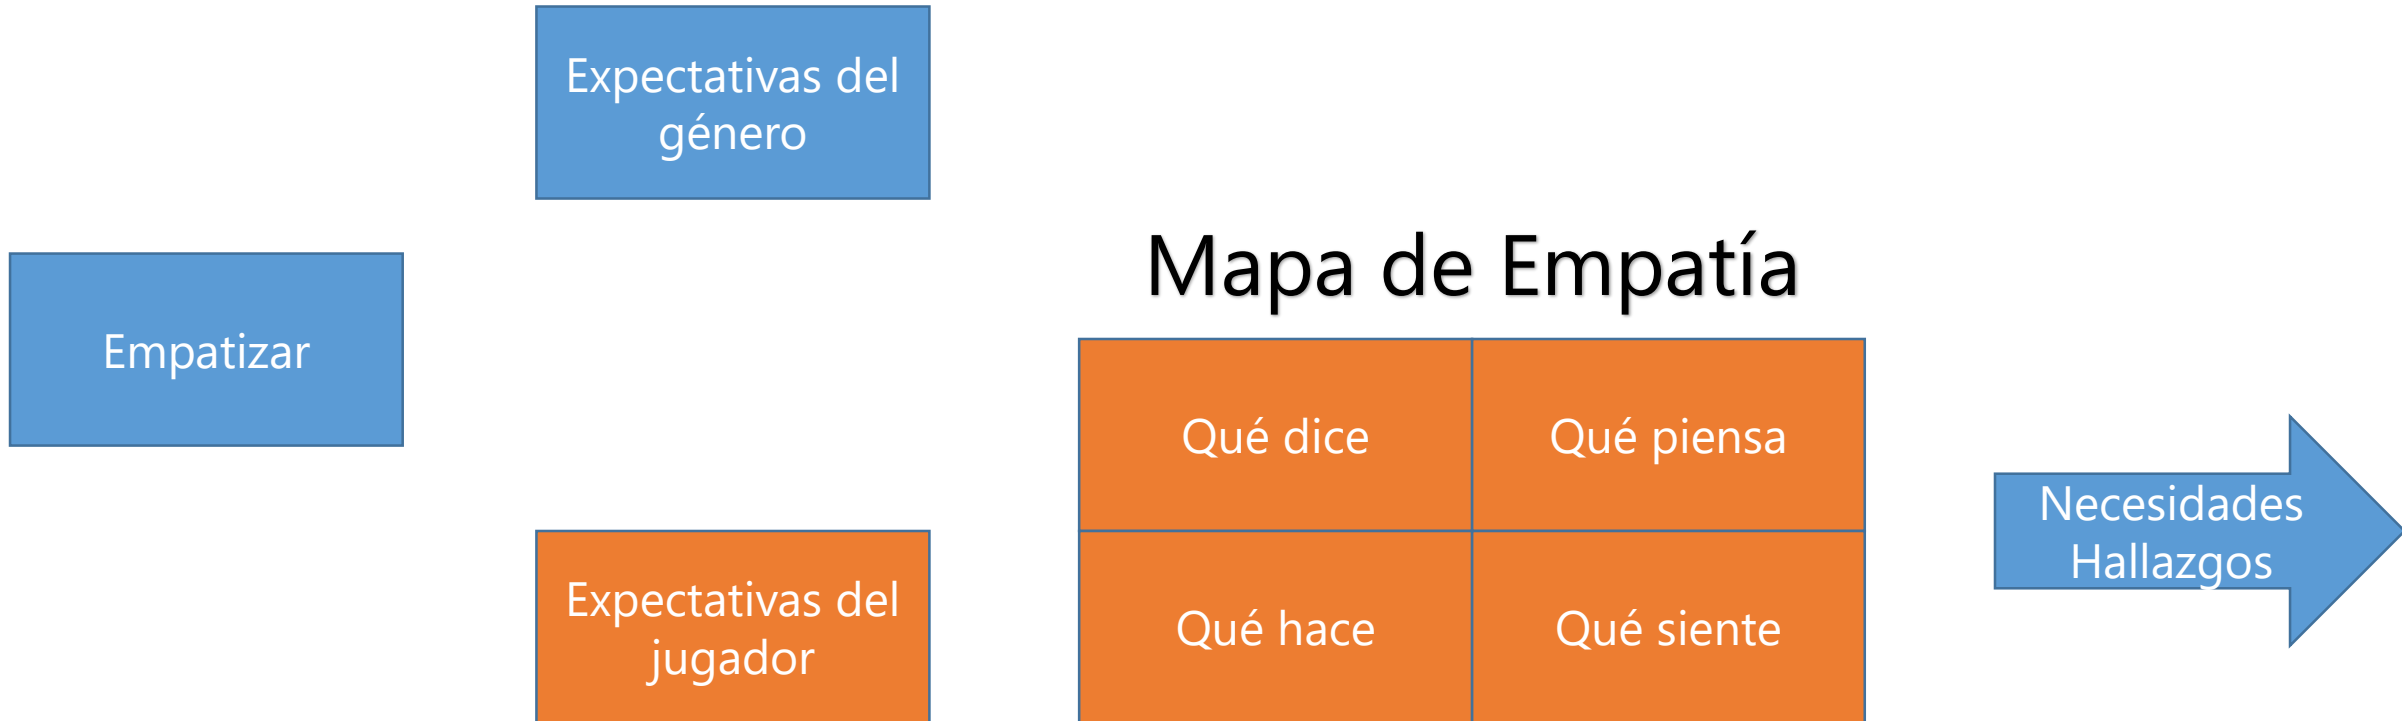 Empatizar
Expectativas del
género
Expectativas del
jugador
Mapa de Empatía
Qué dice
Qué piensa
Qué hace
Qué siente
Necesidades
Hallazgos